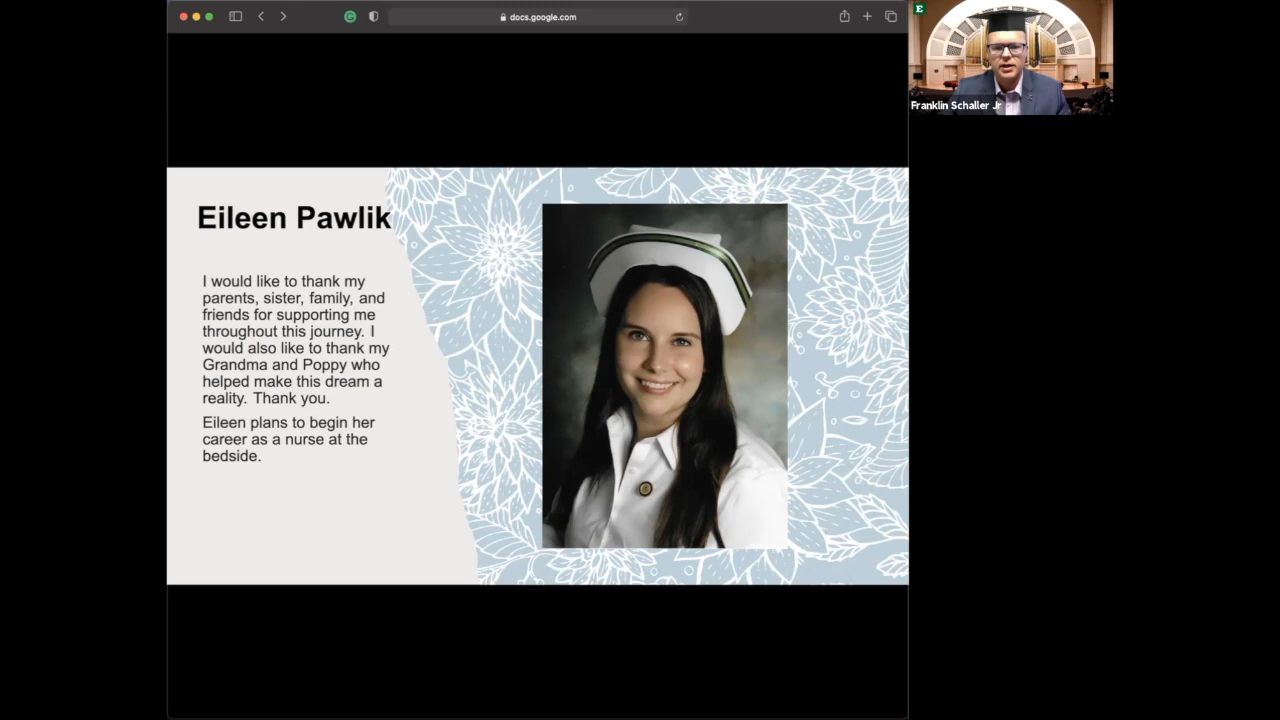 docs.google.com
E
Franklin Schaller Jr
Eileen Pawlik
I would like to thank my
parents, sister, family, and
friends for supporting me
throughout this journey. I
would also like to thank my
Grandma and Poppy who
helped make this dream a
reality. Thank you.
Eileen plans to begin her
career as a nurse at the
bedside.